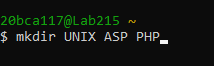 20bca117@Lab215 ~
$ mkdir UNIX ASP PHP